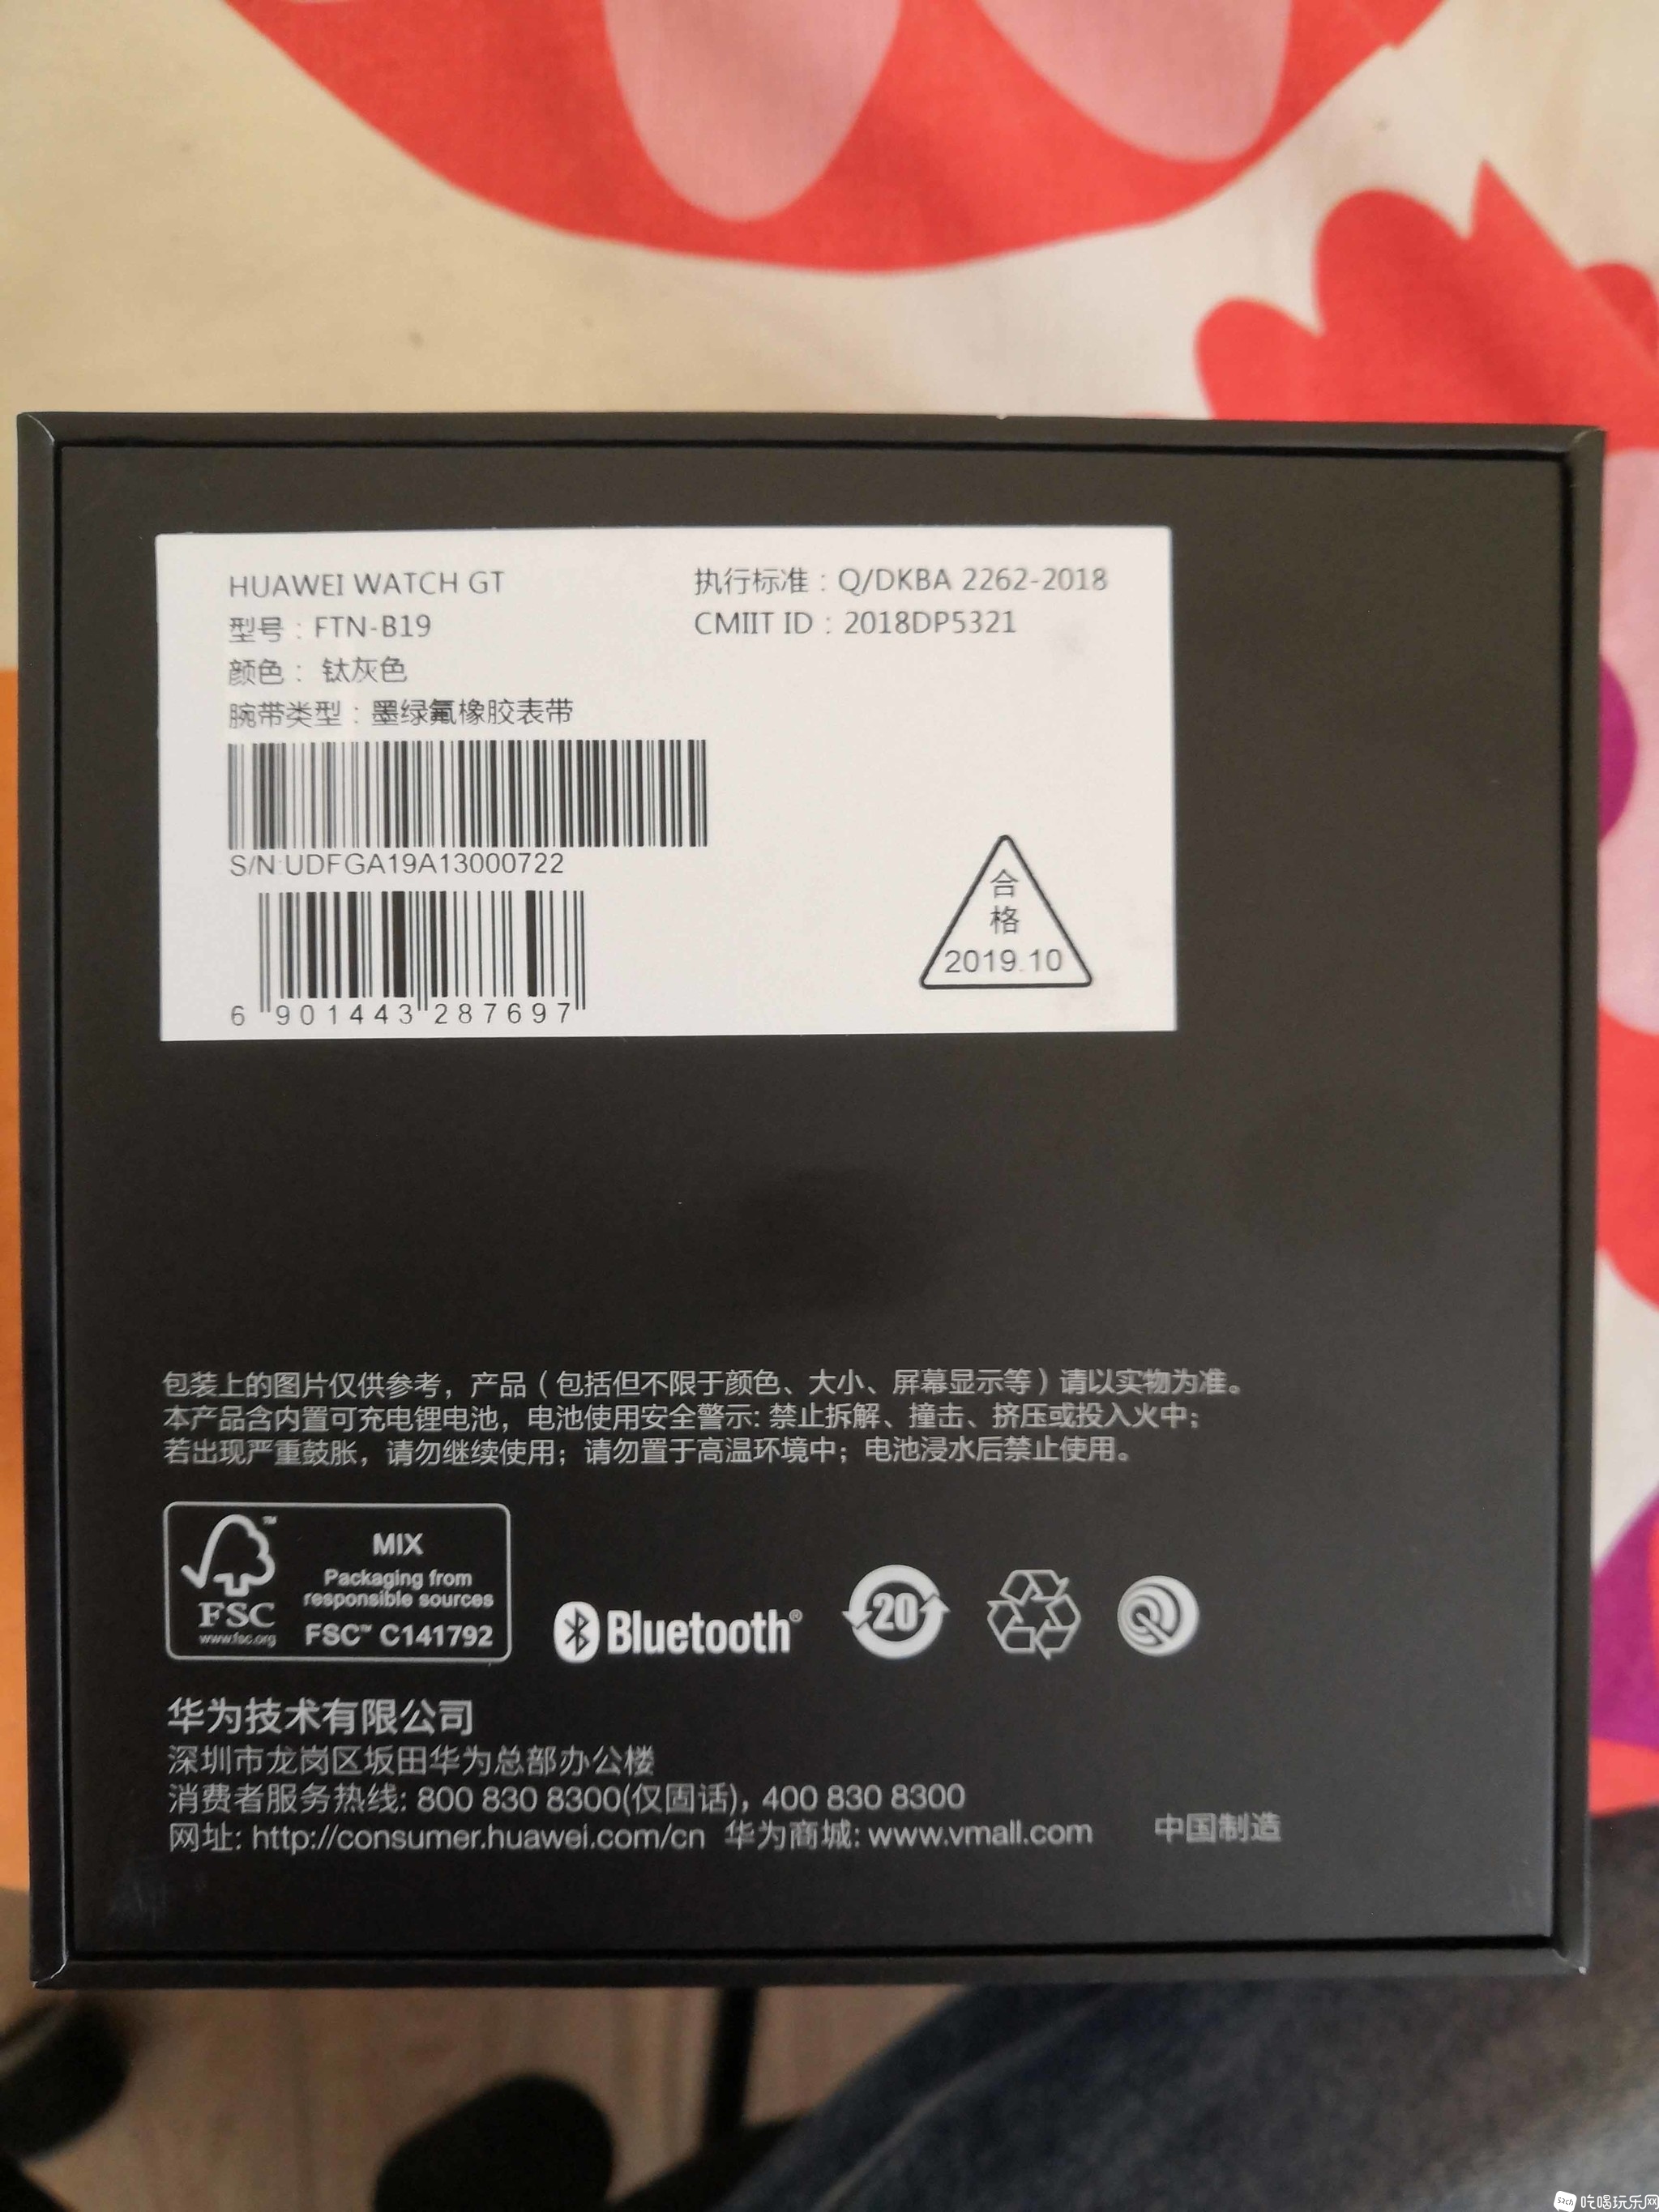 HUAWEI WATCH GT
型号：FTN-B19
颜色： 钛灰色
腕带类型：墨绿氟橡胶表带
执行标准：Q/DKBA 2262-2018
CMIIT ID：2018DP5321
S/N:UDFGA19A13000722
6 901443 287697
合
格
2019.10
包装上的图片仅供参考，产品（包括但不限于颜色、大小、屏幕显示等）请以实物为准。
本产品含内置可充电锂电池，电池使用安全警示: 禁止拆解、撞击、挤压或投入火中；
若出现严重鼓胀，请勿继续使用；请勿置于高温环境中；电池浸水后禁止使用。
FSC
www.fsc.org
MIX
Packaging from
responsible sources
FSC™ C141792
Bluetooth®
20
华为技术有限公司
深圳市龙岗区坂田华为总部办公楼
消费者服务热线: 800 830 8300(仅固话), 400 830 8300
网址: http://consumer.huawei.com/cn 华为商城: www.vmall.com
中国制造
吃喝玩乐网